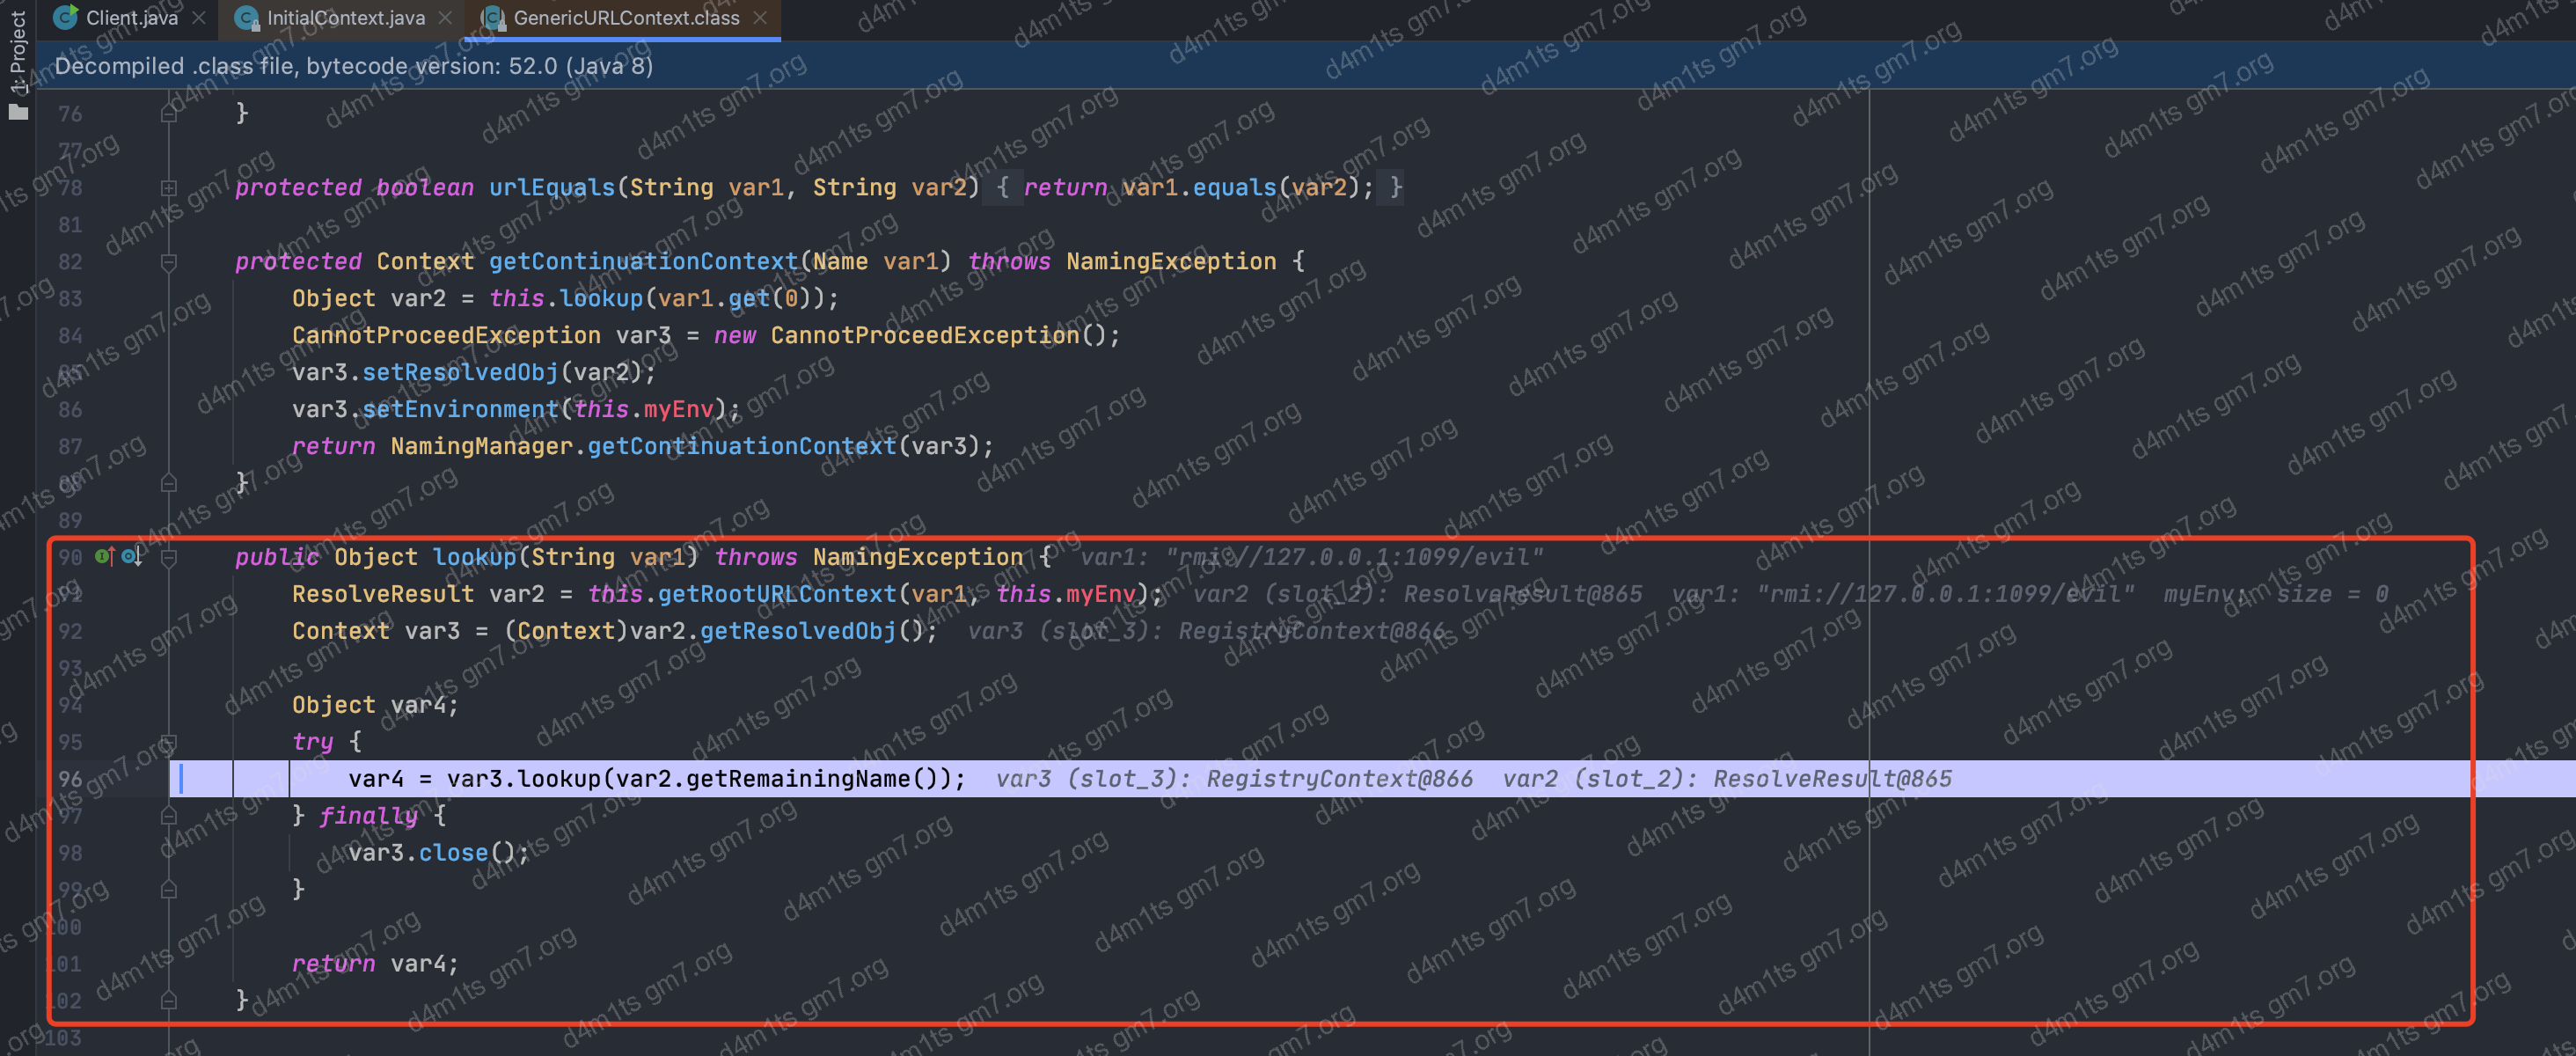 1: Project
Client.java
InitialContext.java
GenericURLContext.class
Decompiled .class file, bytecode version: 52.0 (Java 8)
76 }
77
78 protected boolean urlEquals(String var1, String var2) { return var1.equals(var2); }
81
82 protected Context getContinuationContext(Name var1) throws NamingException {
83 Object var2 = this.lookup(var1.get(0));
84 CannotProceedException var3 = new CannotProceedException();
85 var3.setResolvedObj(var2);
86 var3.setEnvironment(this.myEnv);
87 return NamingManager.getContinuationContext(var3);
88 }
89
90 public Object lookup(String var1) throws NamingException { var1: "rmi://127.0.0.1:1099/evil"
91 ResolveResult var2 = this.getRootURLContext(var1, this.myEnv); var2 (slot_2): ResolveResult@865 var1: "rmi://127.0.0.1:1099/evil" myEnv: size = 0
92 Context var3 = (Context)var2.getResolvedObj(); var3 (slot_3): RegistryContext@866
93
94 Object var4;
95 try {
96 var4 = var3.lookup(var2.getRemainingName()); var3 (slot_3): RegistryContext@866 var2 (slot_2): ResolveResult@865
97 } finally {
98 var3.close();
99 }
100
101 return var4;
102 }
103
d4m1ts gm7.org